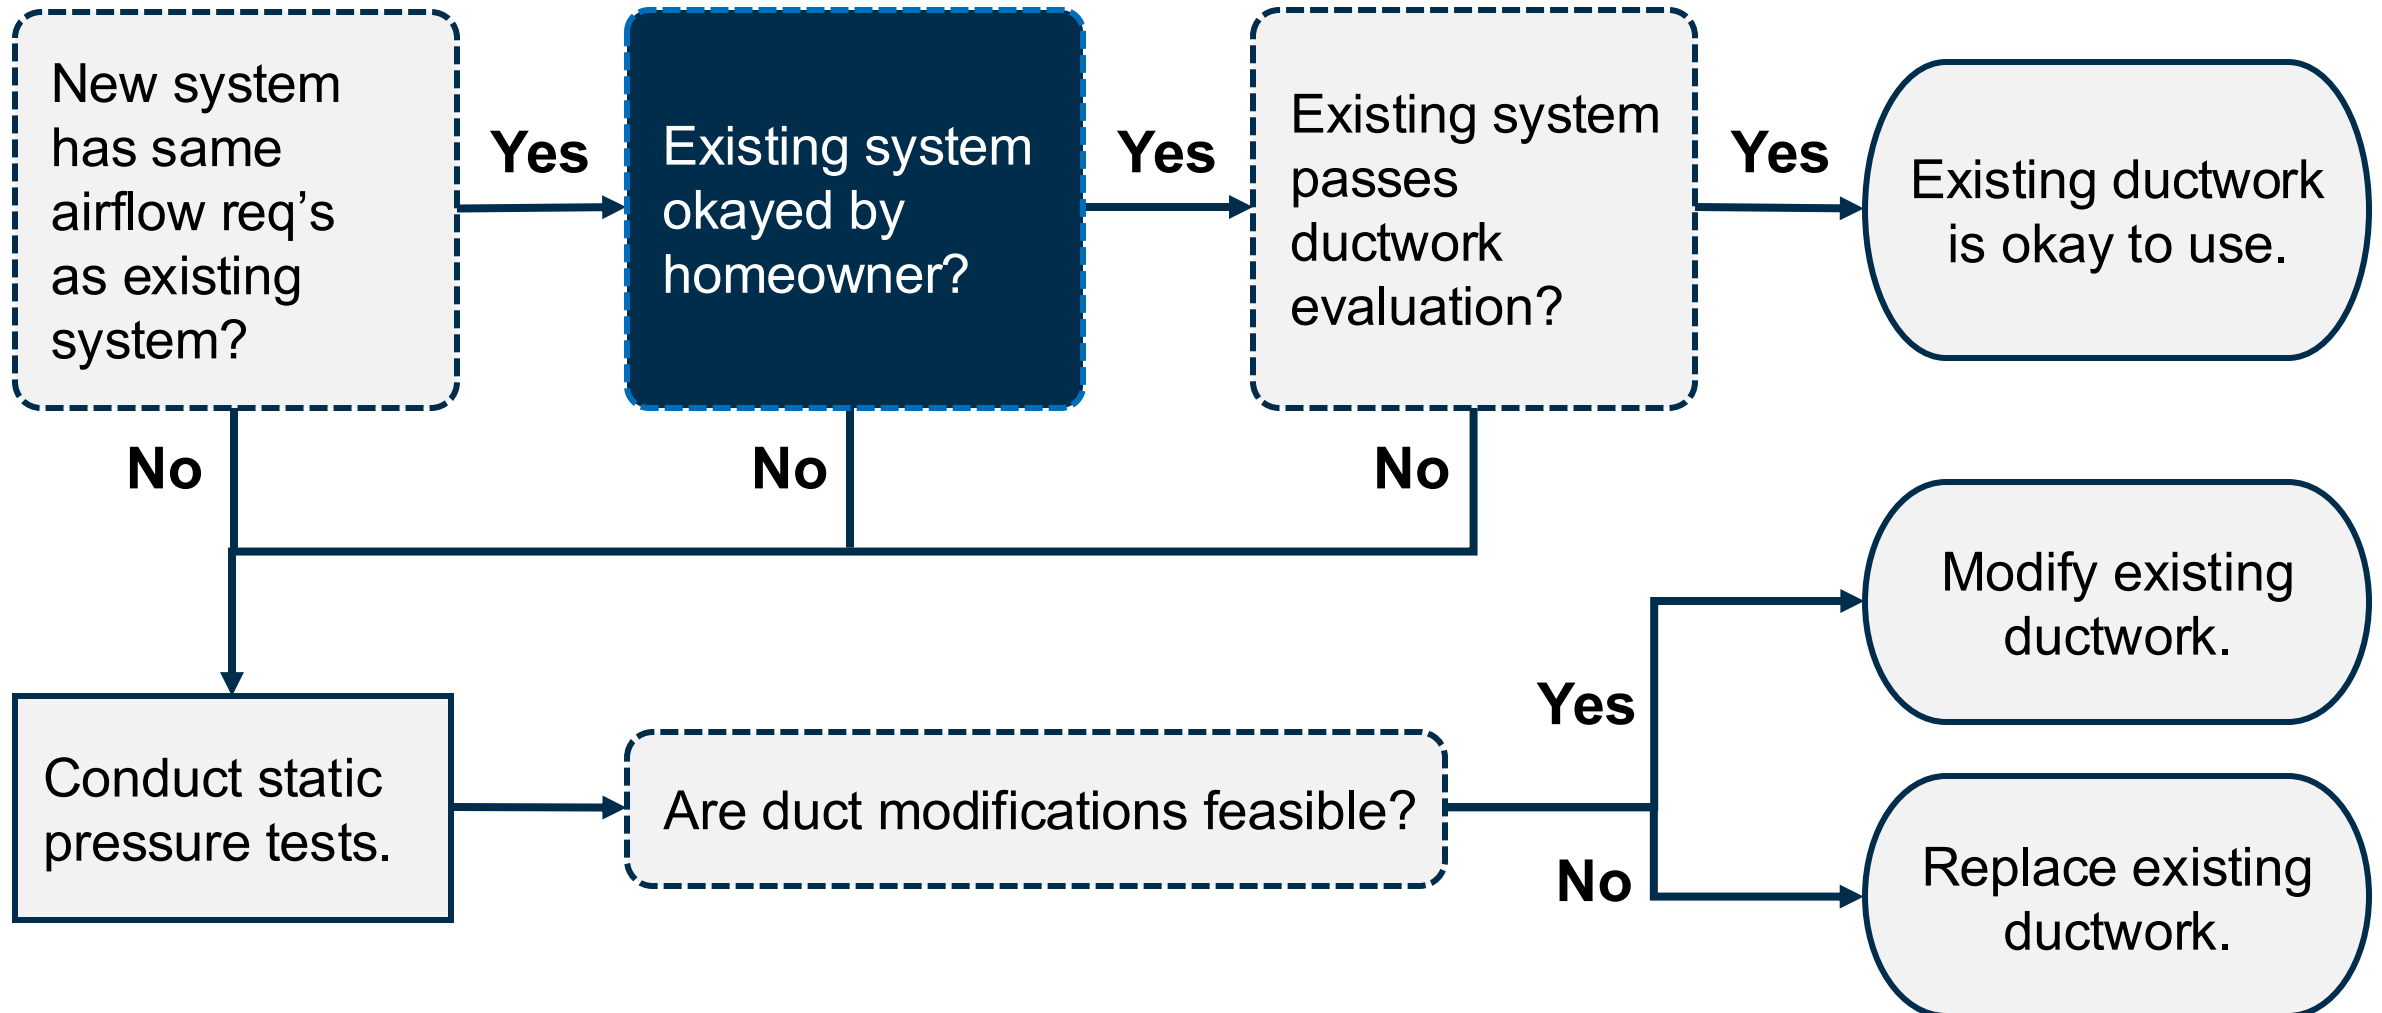 New system
has same
airflow req’s
as existing
system?
Yes
Existing system
okayed by
homeowner?
Yes
Existing system
passes
ductwork
evaluation?
Yes
Existing ductwork
is okay to use.
No
No
No
Conduct static
pressure tests.
Are duct modifications feasible?
Yes
Modify existing
ductwork.
No
Replace existing
ductwork.